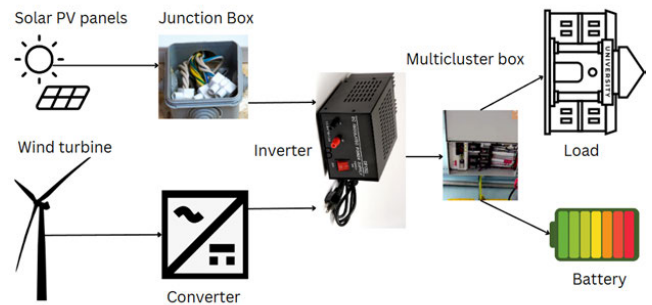 Solar PV panels
Junction Box
Multicluster box
UNIVERSITY
Wind turbine
Inverter
Load
Converter
Battery